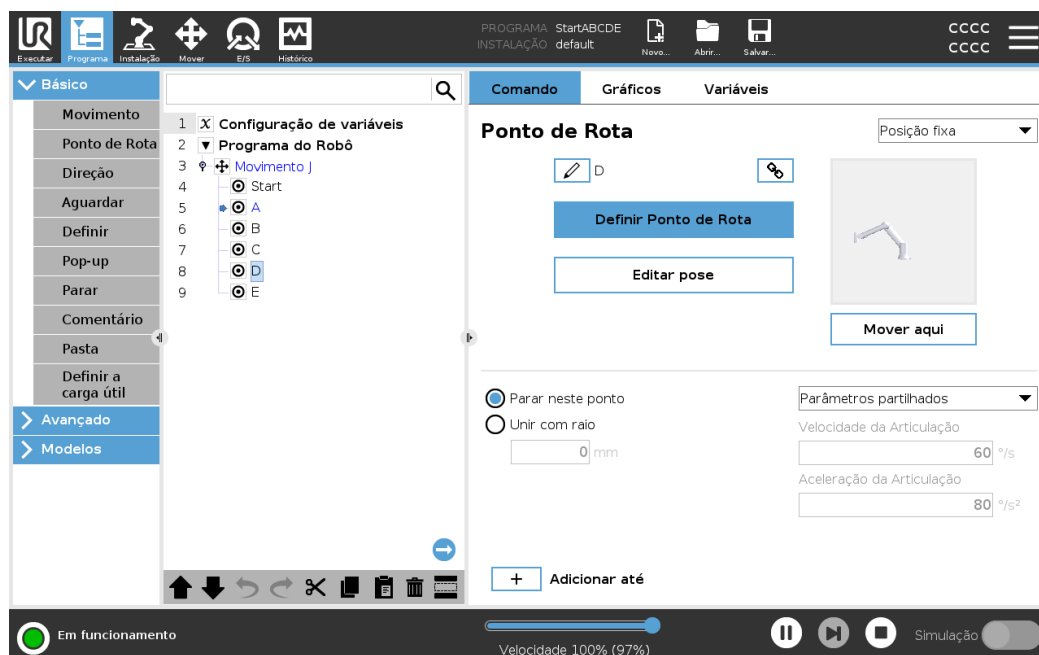 PROGRAMA StartABCDE
INSTALAÇÃO default
CCCC
CCCC
Executar Programa Instalação Mover E/S Histórico Novo... Abrir... Salvar...
Básico
Movimento
Ponto de Rota
Direção
Aguardar
Definir
Pop-up
Parar
Comentário
Pasta
Definir a
carga útil
Avançado
Modelos
1 X Configuração de variáveis
2 Programa do Robô
3 Movimento J
4 Start
5 A
6 B
7 C
8 D
9 E
Comando Gráficos Variáveis
Ponto de Rota
Posição fixa
D
Definir Ponto de Rota
Editar pose
Mover aqui
Parar neste ponto
Unir com raio
0 mm
Parâmetros partilhados
Velocidade da Articulação
60 °/s
Aceleração da Articulação
80 °/s²
+ Adicionar até
Em funcionamento
Velocidade 100% (97%)
Simulação